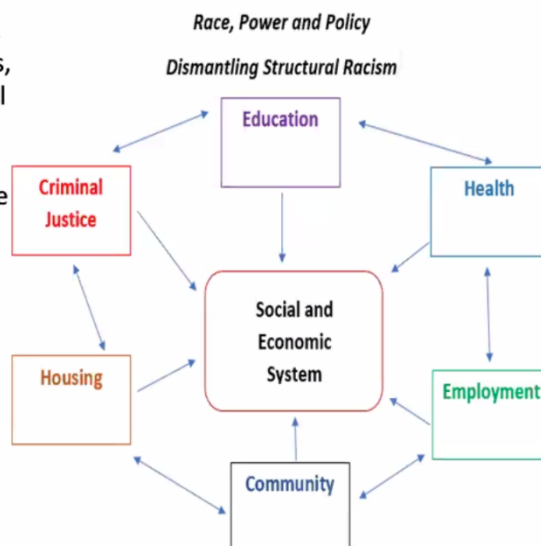 Race, Power and Policy
Dismantling Structural Racism
s,
l
e
Education
Criminal
Justice
Health
Social and
Economic
System
Housing
Employment
Community